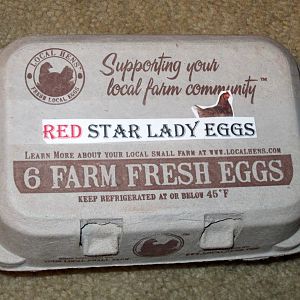 LOCAL HENS
FRESH LOCAL EGGS
Supporting your
local farm community™
RED STAR LADY EGGS
LEARN MORE ABOUT YOUR LOCAL SMALL FARM AT WWW.LOCALHENS.COM
6 FARM FRESH EGGS
KEEP REFRIGERATED AT OR BELOW 45°F